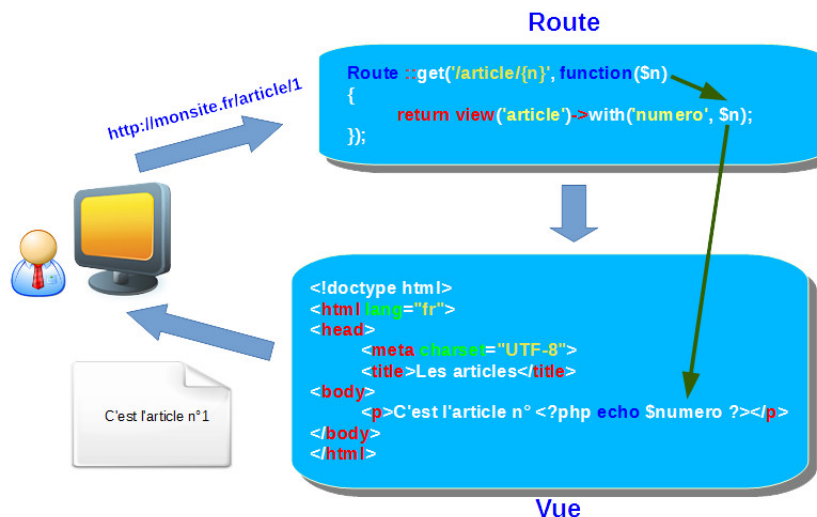 Route
http://monsite.fr/article/1
Route ::get('/article/{n}', function($n)
{
return view('article')->with('numero', $n);
});
<!doctype html>
<html lang="fr">
<head>
<meta charset="UTF-8">
<title>Les articles</title>
<body>
<p>C'est l'article n° <?php echo $numero ?></p>
</body>
</html>
C'est l'article n°1
Vue